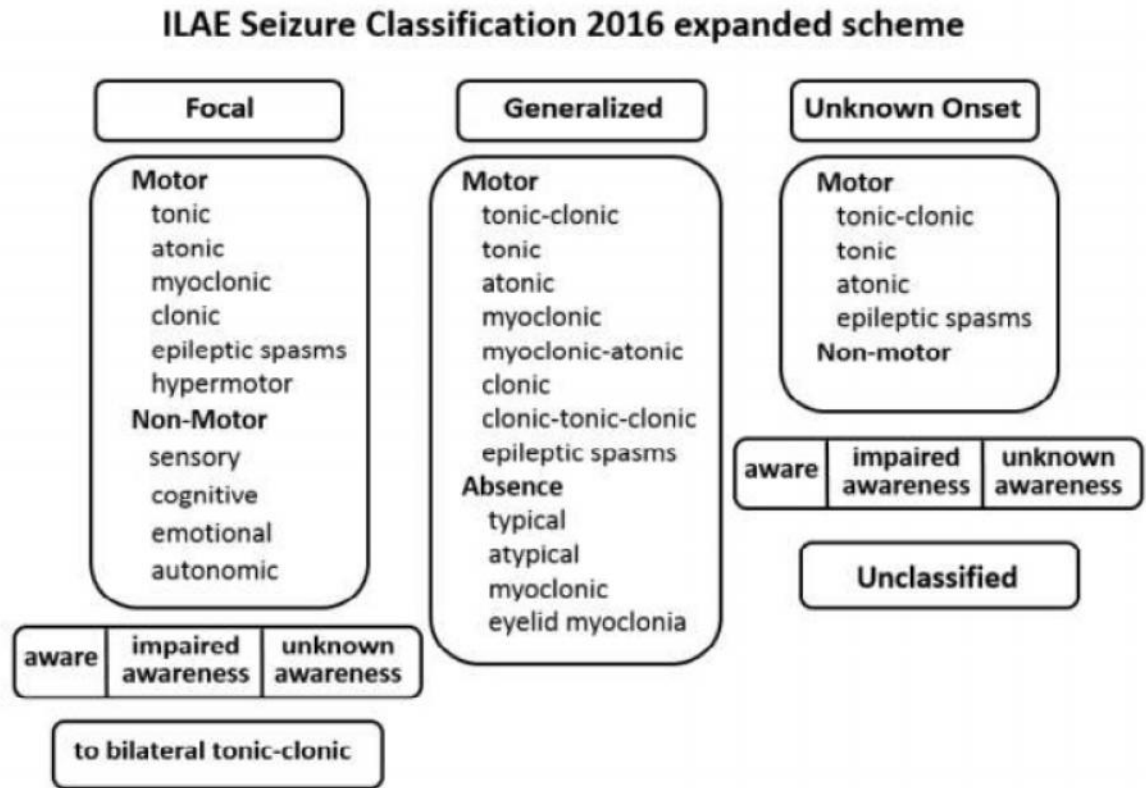 ILAE Seizure Classification 2016 expanded scheme
Focal
Motor
tonic
atonic
myoclonic
clonic
epileptic spasms
hypermotor
Non-Motor
sensory
cognitive
emotional
autonomic
aware
impaired
awareness
unknown
awareness
to bilateral tonic-clonic
Generalized
Motor
tonic-clonic
tonic
atonic
myoclonic
myoclonic-atonic
clonic
clonic-tonic-clonic
epileptic spasms
Absence
typical
atypical
myoclonic
eyelid myoclonia
Unknown Onset
Motor
tonic-clonic
tonic
atonic
epileptic spasms
Non-motor
aware
impaired
awareness
unknown
awareness
Unclassified